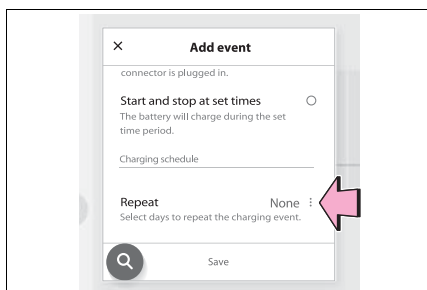 Add event
connector is plugged in.
Start and stop at set times
The battery will charge during the set
time period.
Charging schedule
Repeat None
Select days to repeat the charging event.
Save